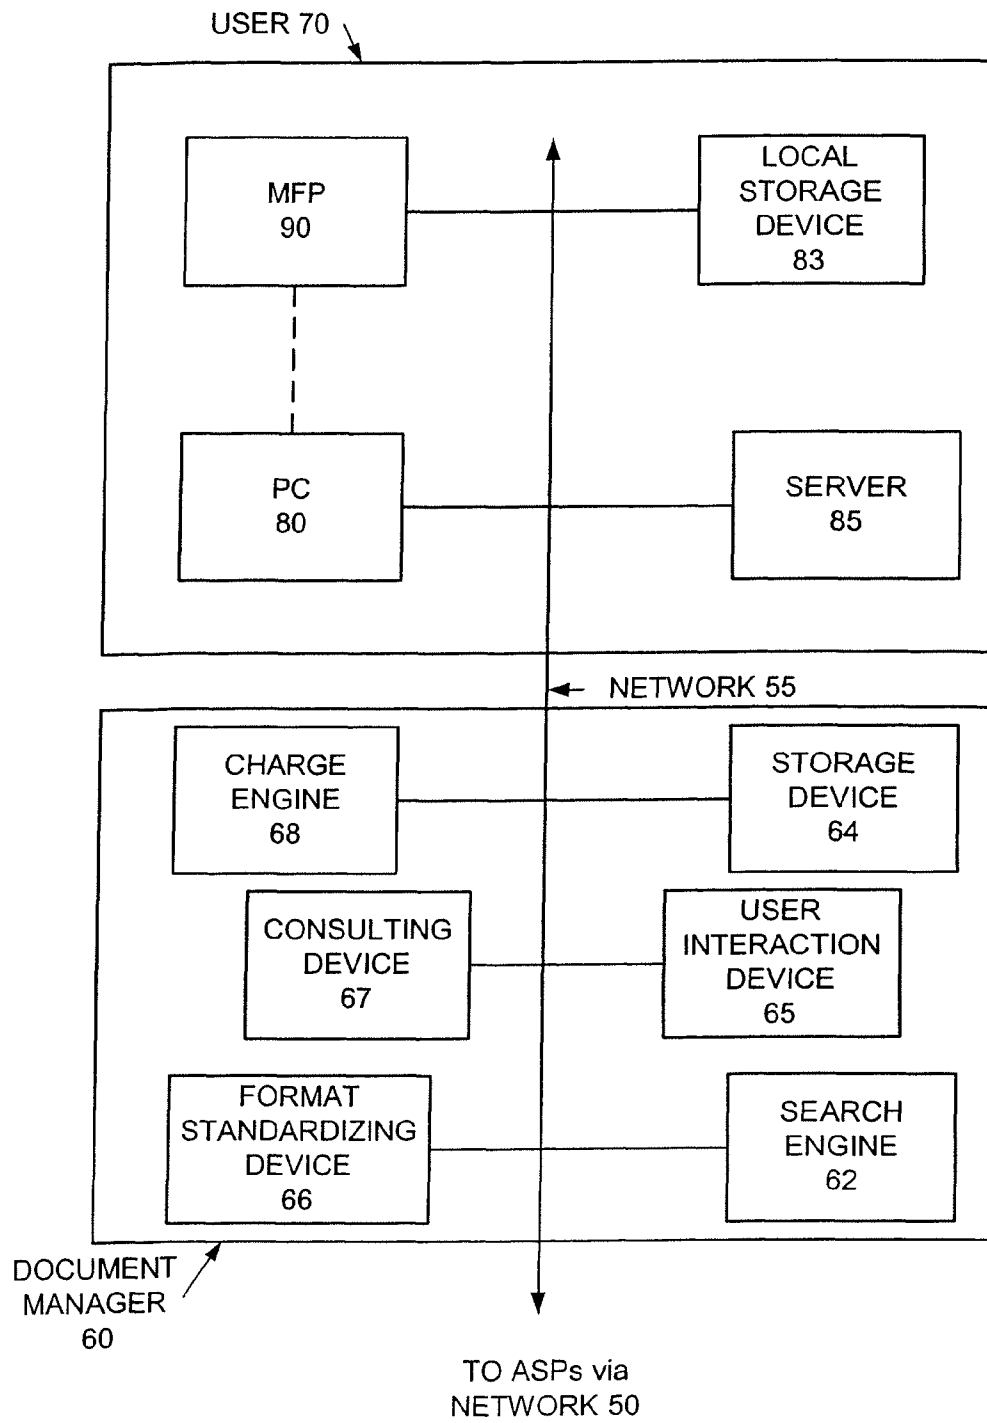 USER 70
MFP
90
LOCAL
STORAGE
DEVICE
83
PC
80
SERVER
85
NETWORK 55
CHARGE
ENGINE
68
STORAGE
DEVICE
64
CONSULTING
DEVICE
67
USER
INTERACTION
DEVICE
65
FORMAT
STANDARDIZING
DEVICE
66
SEARCH
ENGINE
62
DOCUMENT
MANAGER
60
TO ASPs via
NETWORK 50